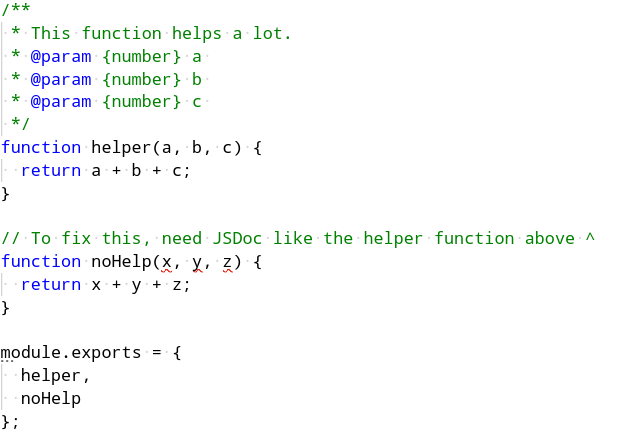 /**
 * This function helps a lot.
 * @param {number} a
 * @param {number} b
 * @param {number} c
 */
function helper(a, b, c) {
  return a + b + c;
}

// To fix this, need JSDoc like the helper function above ^
function noHelp(x, y, z) {
  return x + y + z;
}

module.exports = {
  helper,
  noHelp
};